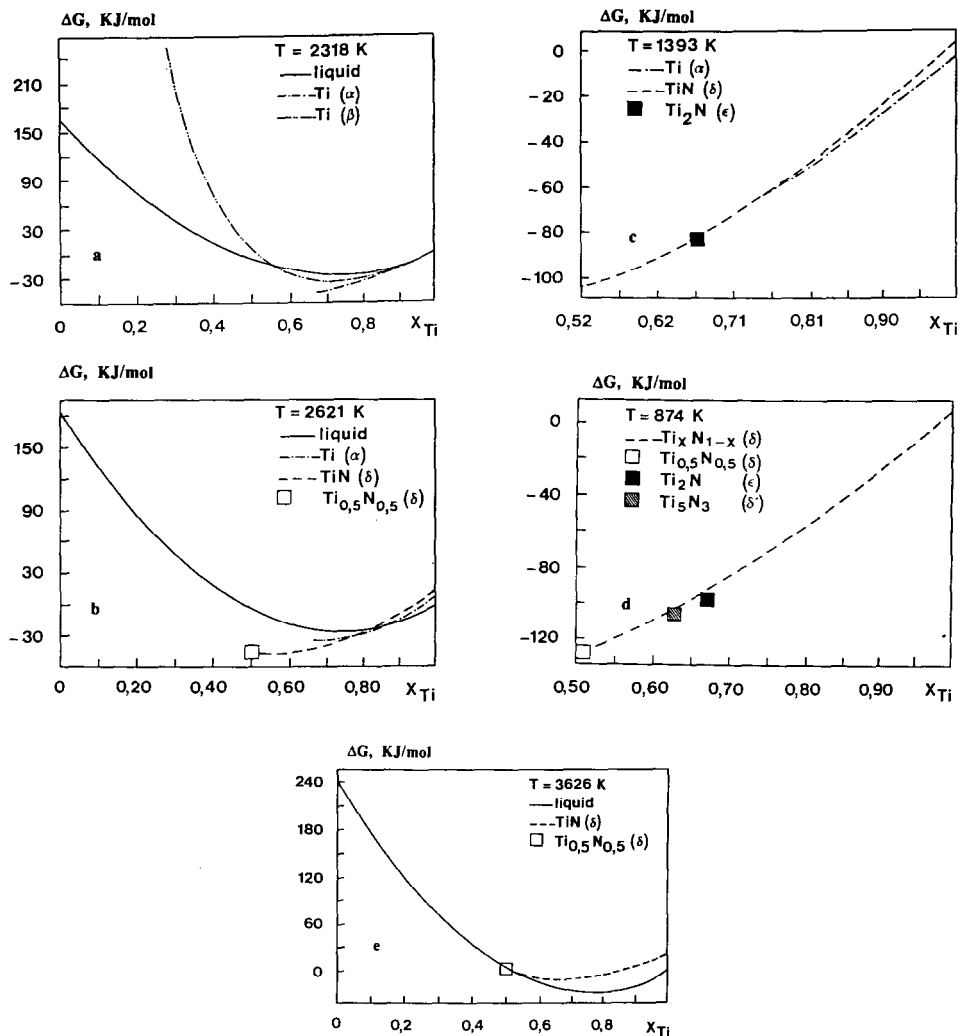 ΔG, KJ/mol
T = 2318 K
liquid
Ti (α)
Ti (β)
210
150
90
30
−30
a
0
0,2
0,4
0,6
0,8
X Ti
ΔG, KJ/mol
T = 1393 K
Ti (α)
TiN (δ)
Ti2N (ε)
0
−20
−40
−60
−80
−100
c
0,52
0,62
0,71
0,81
0,90
X Ti
ΔG, KJ/mol
T = 2621 K
liquid
Ti (α)
TiN (δ)
Ti0,5N0,5 (δ)
150
90
30
−30
b
0
0,20
0,40
0,60
0,80
X Ti
ΔG, KJ/mol
T = 874 K
TixN1−x (δ)
Ti0,5N0,5 (δ)
Ti2N (ε)
Ti5N3 (δ')
0
−40
−80
−120
d
0,50
0,60
0,70
0,80
0,90
X Ti
ΔG, KJ/mol
T = 3626 K
liquid
TiN (δ)
Ti0,5N0,5 (δ)
240
180
120
60
0
e
0
0,2
0,4
0,6
0,8
X Ti